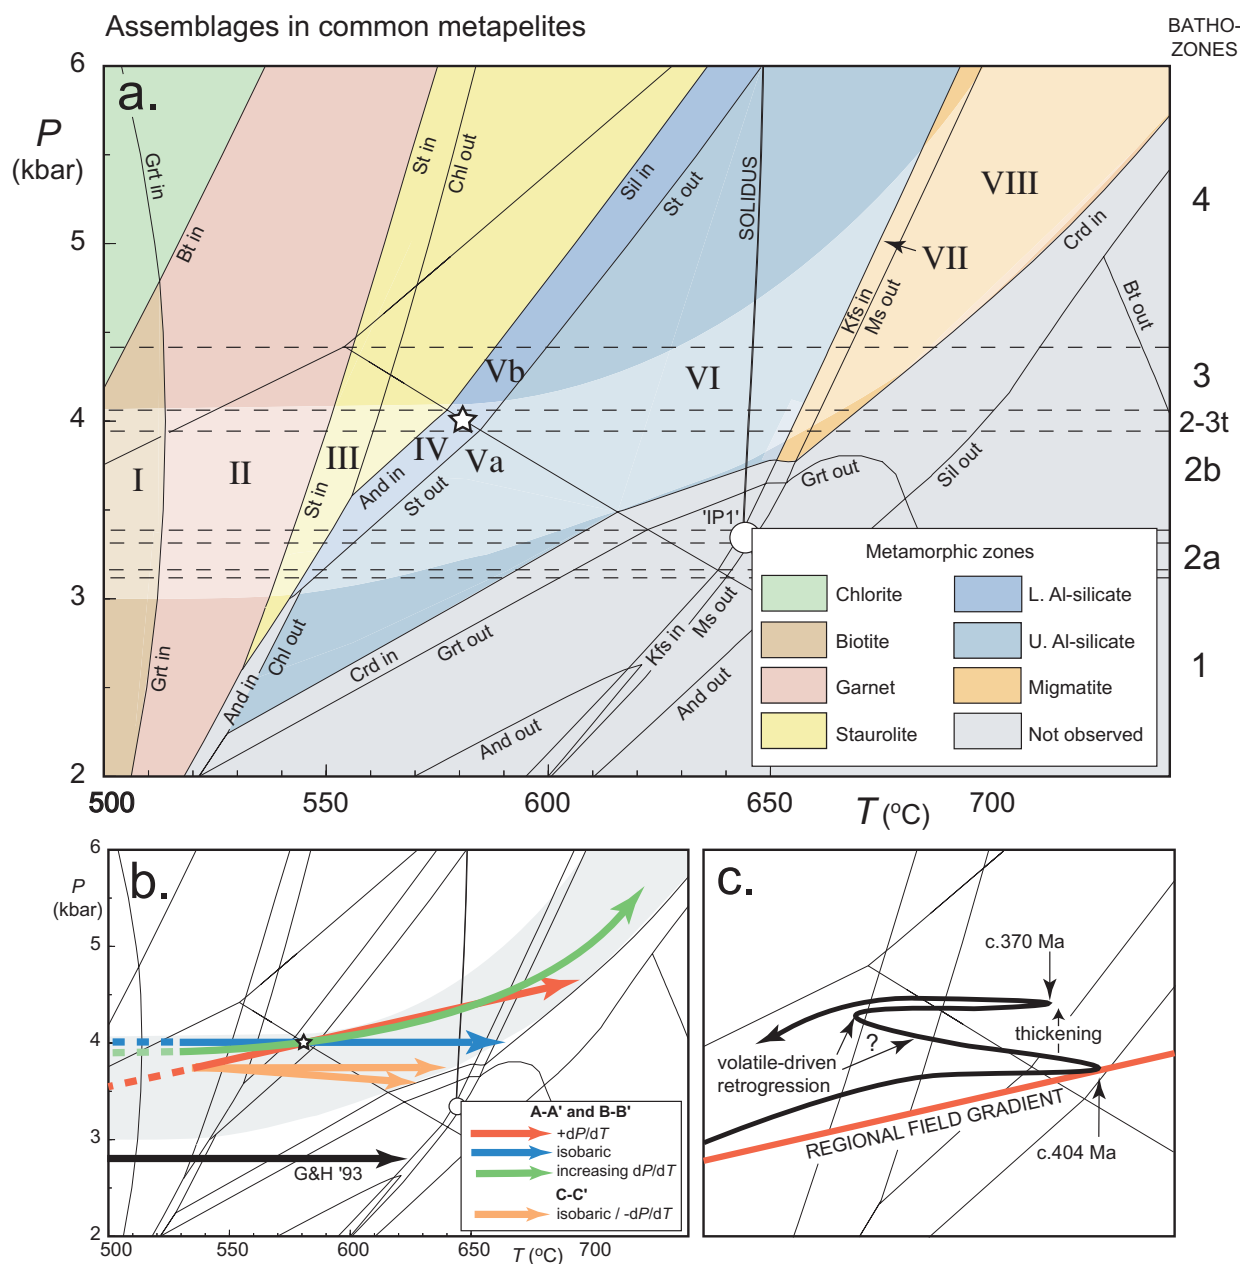 Assemblages in common metapelites
BATHO-
ZONES
a.
P
(kbar)
6
5
4
3
2
Grt in
Bt in
St in
Chl out
Sil in
St out
SOLIDUS
VIII
VII
Kfs in
Ms out
Crd in
Bt out
4
3
2-3t
2b
2a
1
Vb
VI
I
II
III
IV
Va
St in
And in
St out
Grt out
Sil out
'IP1'
Grt in
And in
Chl out
Crd in
Grt out
Kfs in
Ms out
And out
And out
Metamorphic zones
Chlorite
L. Al-silicate
Biotite
U. Al-silicate
Garnet
Migmatite
Staurolite
Not observed
500
550
600
650
700
T (°C)
b.
P
(kbar)
6
5
4
3
2
G&H '93
A-A' and B-B'
+dP/dT
isobaric
increasing dP/dT
C-C'
isobaric / -dP/dT
500
550
600
650
700
T (°C)
c.
c.370 Ma
thickening
?
volatile-driven
retrogression
REGIONAL FIELD GRADIENT
c.404 Ma